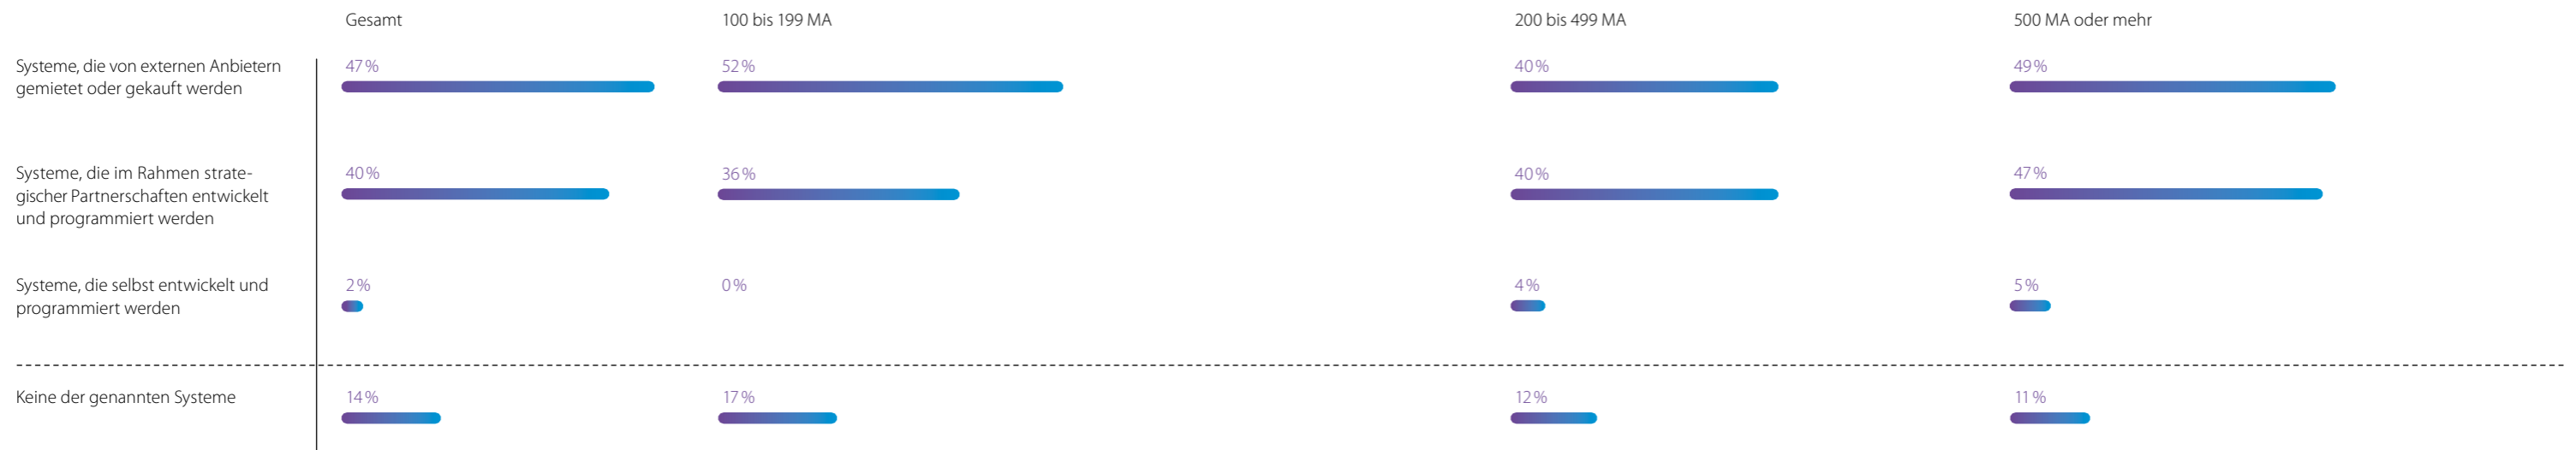 Gesamt 100 bis 199 MA 200 bis 499 MA 500 MA oder mehr
Systeme, die von externen Anbietern
gemietet oder gekauft werden
47 % 52 % 40 % 49 %
Systeme, die im Rahmen strate-
gischer Partnerschaften entwickelt
und programmiert werden
40 % 36 % 40 % 47 %
Systeme, die selbst entwickelt und
programmiert werden
2 % 0 % 4 % 5 %
Keine der genannten Systeme
14 % 17 % 12 % 11 %